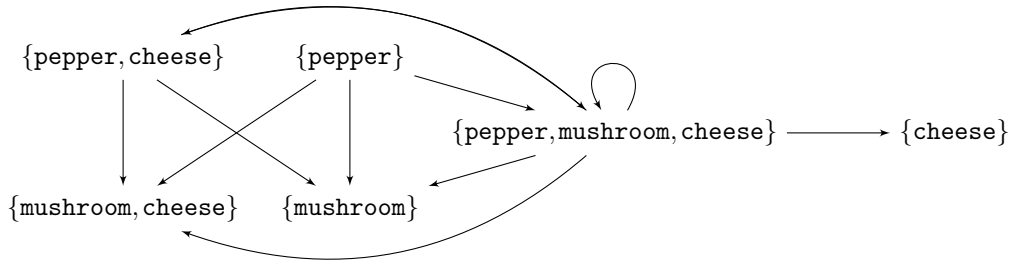 {pepper,cheese}
{pepper}
{pepper,mushroom,cheese}
{cheese}
{mushroom,cheese}
{mushroom}